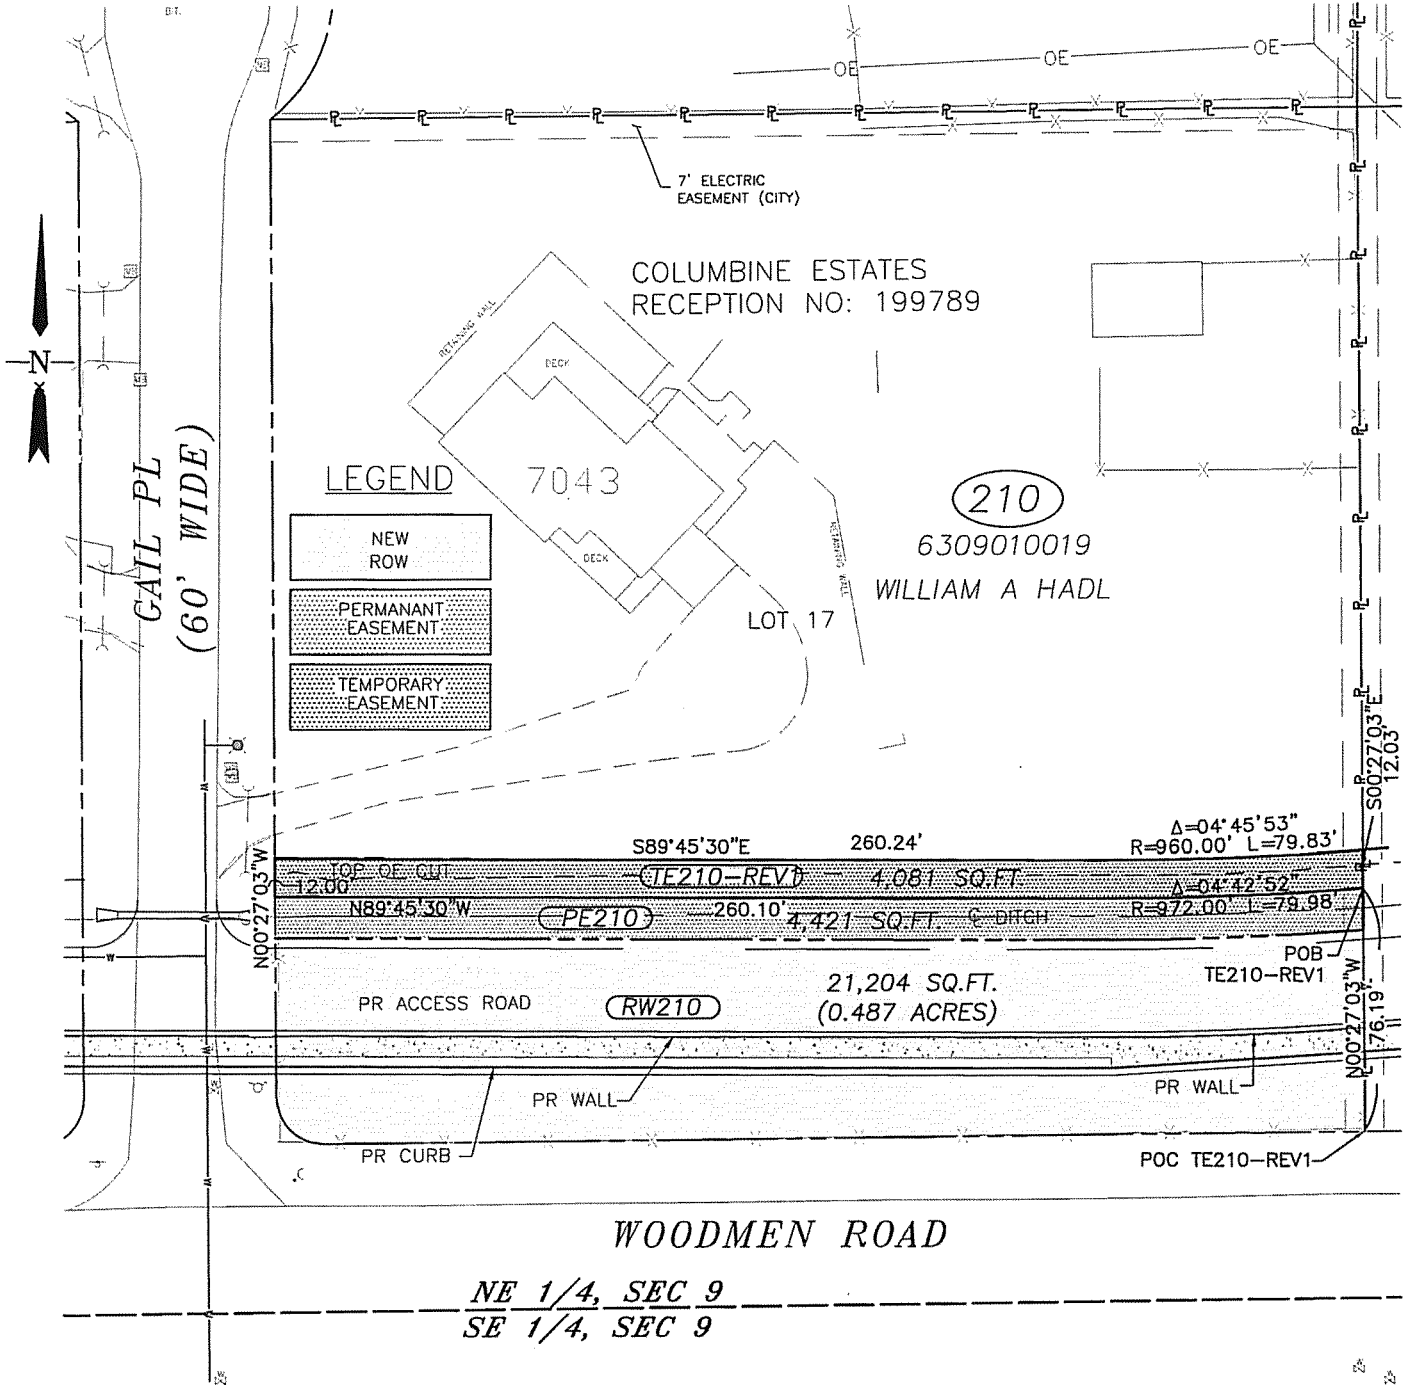 OE
OE
OE
7' ELECTRIC
EASEMENT (CITY)
COLUMBINE ESTATES
RECEPTION NO: 199789
RETAINING WALL
DECK
N
GAIL PL
(60' WIDE)
LEGEND
NEW
ROW
PERMANANT
EASEMENT
TEMPORARY
EASEMENT
7043
DECK
RETAINING WALL
LOT 17
210
6309010019
WILLIAM A HADL
S00°27'03"E
12.03'
S89°45'30"E 260.24'
Δ=04°45'53"
R=960.00' L=79.83'
TOP OF CUT
12.00'
TE210-REV1
4,081 SQ.FT.
Δ=04°42'52"
R=972.00' L=79.98'
N00°27'03"W
N89°45'30"W
PE210
260.10'
4,421 SQ.FT.
℄ DITCH
POB
TE210-REV1
N00°27'03"W
76.19'
PR ACCESS ROAD
RW210
21,204 SQ.FT.
(0.487 ACRES)
PR WALL
PR WALL
PR CURB
POC TE210-REV1
WOODMEN ROAD
NE 1/4, SEC 9
SE 1/4, SEC 9